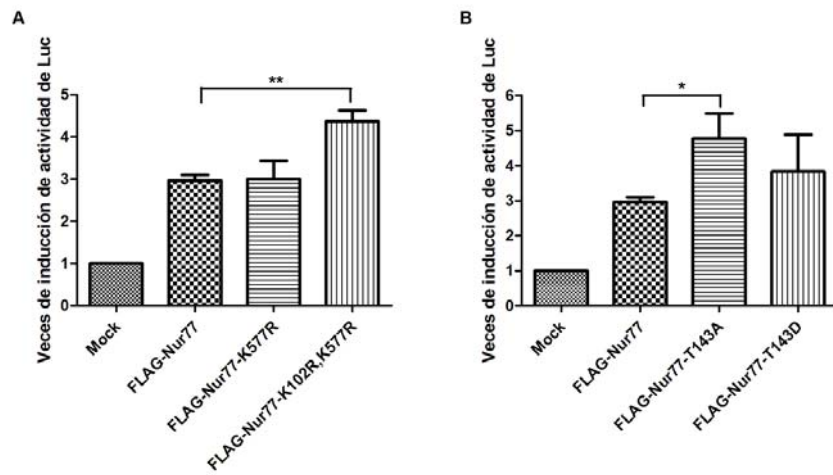 A
Veces de inducción de actividad de Luc
5
4
3
2
1
0
**
Mock
FLAG-Nur77
FLAG-Nur77-K577R
FLAG-Nur77-K102R,K577R
B
Veces de inducción de actividad de Luc
6
5
4
3
2
1
0
*
Mock
FLAG-Nur77
FLAG-Nur77-T143A
FLAG-Nur77-T143D